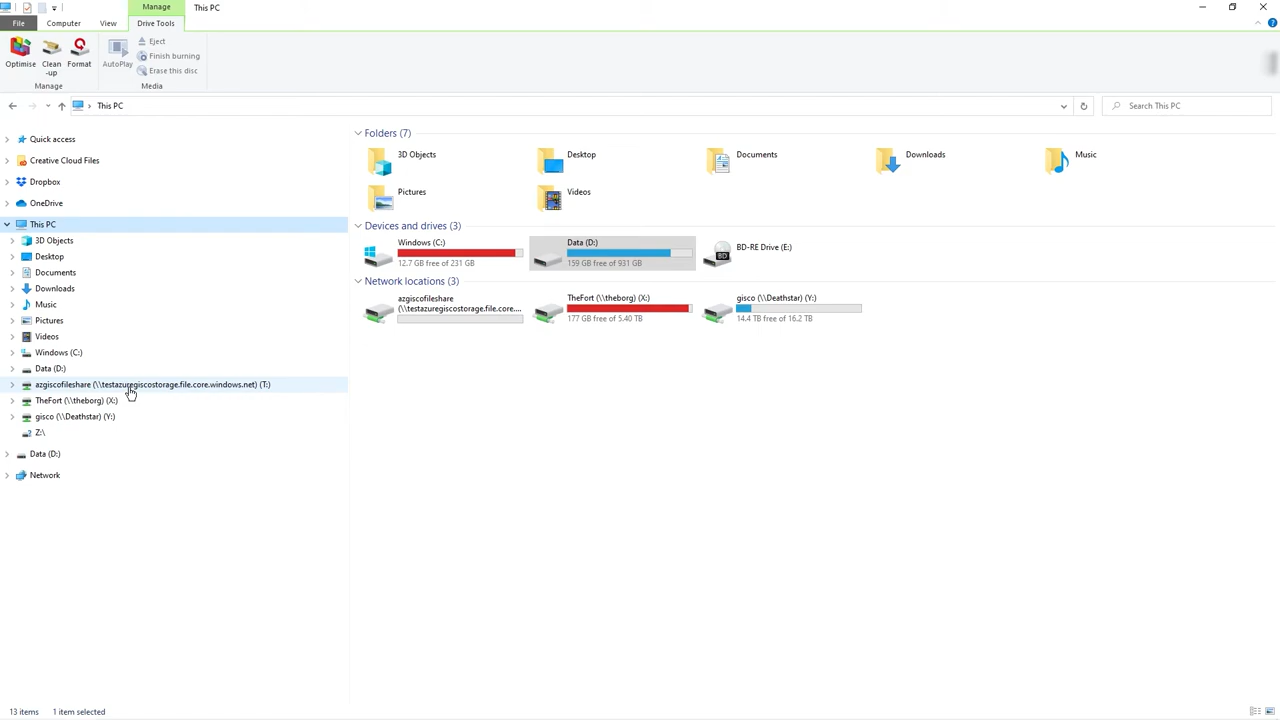 Manage
This PC
File
Computer
View
Drive Tools
Optimise
Clean
-up
Format
AutoPlay
Eject
Finish burning
Erase this disc
Manage
Media
This PC
Search This PC
Quick access
Creative Cloud Files
Dropbox
OneDrive
This PC
3D Objects
Desktop
Documents
Downloads
Music
Pictures
Videos
Windows (C:)
Data (D:)
azgiscofileshare (\\testazuregiscostorage.file.core.windows.net) (T:)
TheFort (\\theborg) (X:)
gisco (\\Deathstar) (Y:)
Z:\
Data (D:)
Network
Folders (7)
3D Objects
Desktop
Documents
Downloads
Music
Pictures
Videos
Devices and drives (3)
Windows (C:)
12.7 GB free of 231 GB
Data (D:)
159 GB free of 931 GB
BD-RE Drive (E:)
BD
Network locations (3)
azgiscofileshare
(\\testazuregiscostorage.file.core....
TheFort (\\theborg) (X:)
177 GB free of 5.40 TB
gisco (\\Deathstar) (Y:)
14.4 TB free of 16.2 TB
13 items
1 item selected